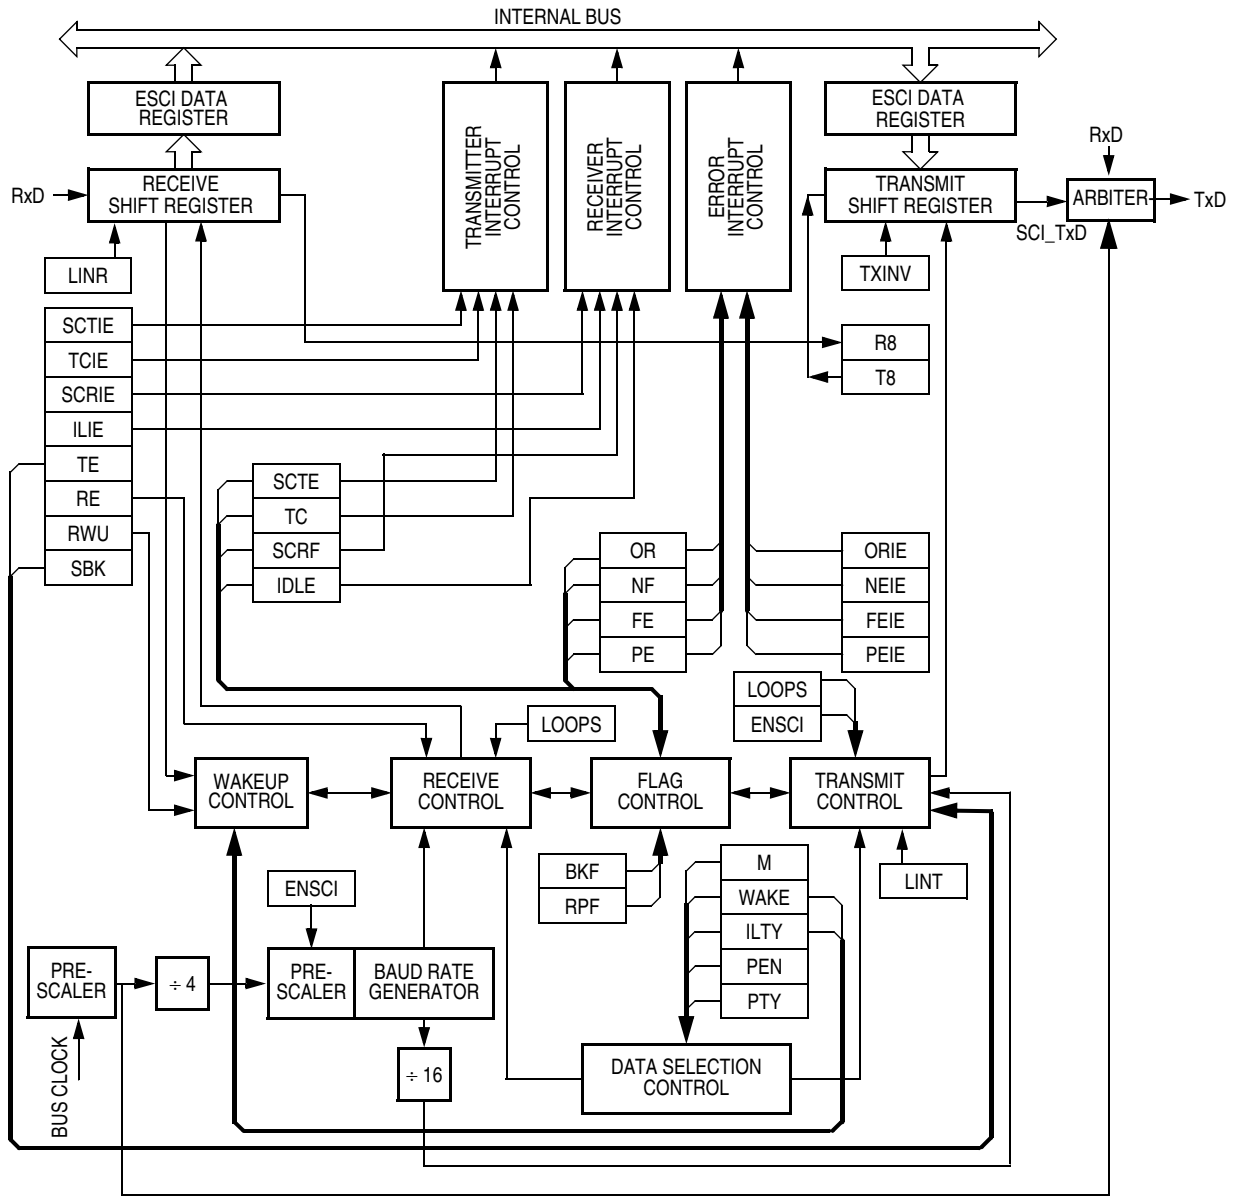 INTERNAL BUS
ESCI DATA
REGISTER
ESCI DATA
REGISTER
TRANSMITTER
INTERRUPT
CONTROL
RECEIVER
INTERRUPT
CONTROL
ERROR
INTERRUPT
CONTROL
RxD
RxD
RECEIVE
SHIFT REGISTER
TRANSMIT
SHIFT REGISTER
ARBITER
TxD
SCI_TxD
LINR
TXINV
SCTIE
TCIE
SCRIE
ILIE
TE
RE
RWU
SBK
R8
T8
SCTE
TC
SCRF
IDLE
OR
NF
FE
PE
ORIE
NEIE
FEIE
PEIE
LOOPS
ENSCI
LOOPS
WAKEUP
CONTROL
RECEIVE
CONTROL
FLAG
CONTROL
TRANSMIT
CONTROL
BKF
RPF
M
WAKE
ILTY
PEN
PTY
LINT
ENSCI
PRE-
SCALER
÷ 4
PRE-
SCALER
BAUD RATE
GENERATOR
÷ 16
DATA SELECTION
CONTROL
BUS CLOCK